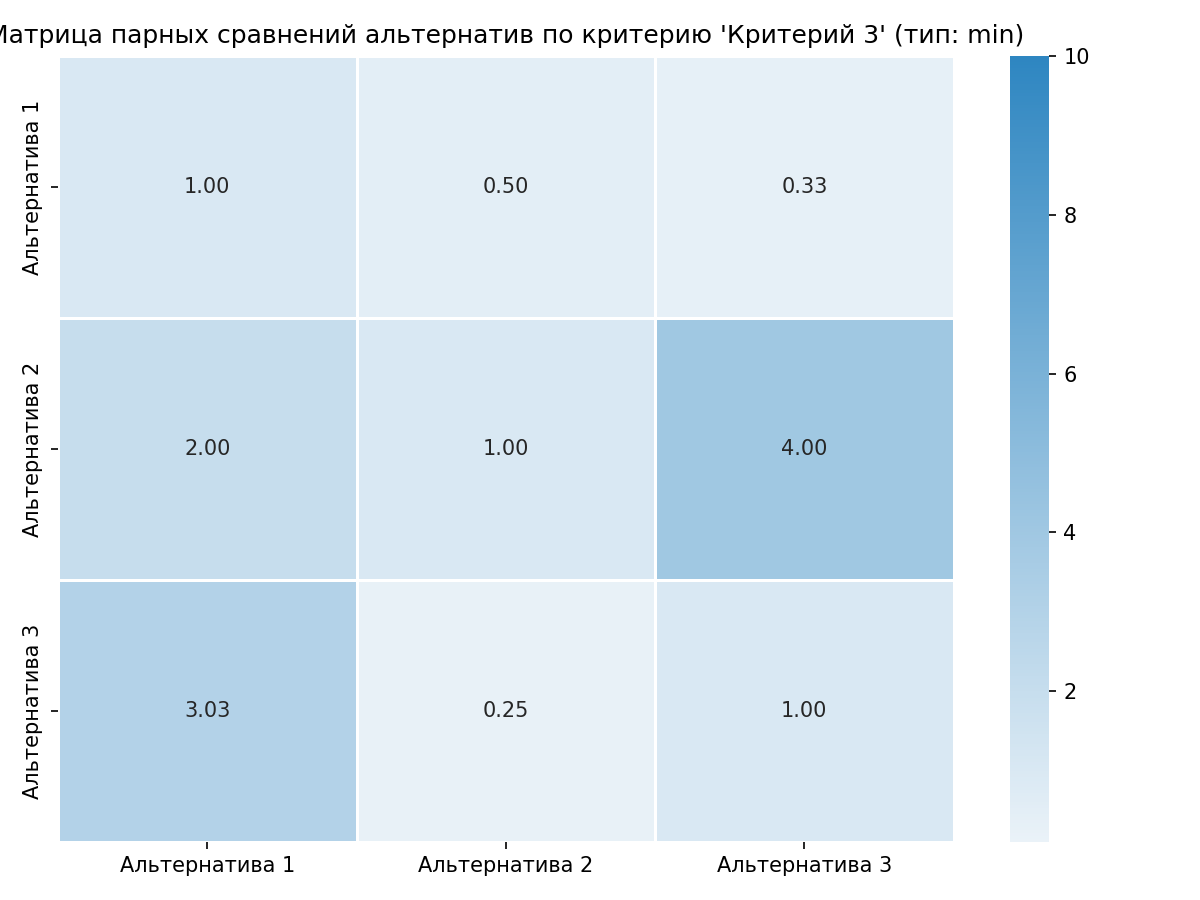 Матрица парных сравнений альтернатив по критерию 'Критерий 3' (тип: min)
Альтернатива 1
1.00 0.50 0.33
Альтернатива 2
2.00 1.00 4.00
Альтернатива 3
3.03 0.25 1.00
Альтернатива 1 Альтернатива 2 Альтернатива 3
10
8
6
4
2